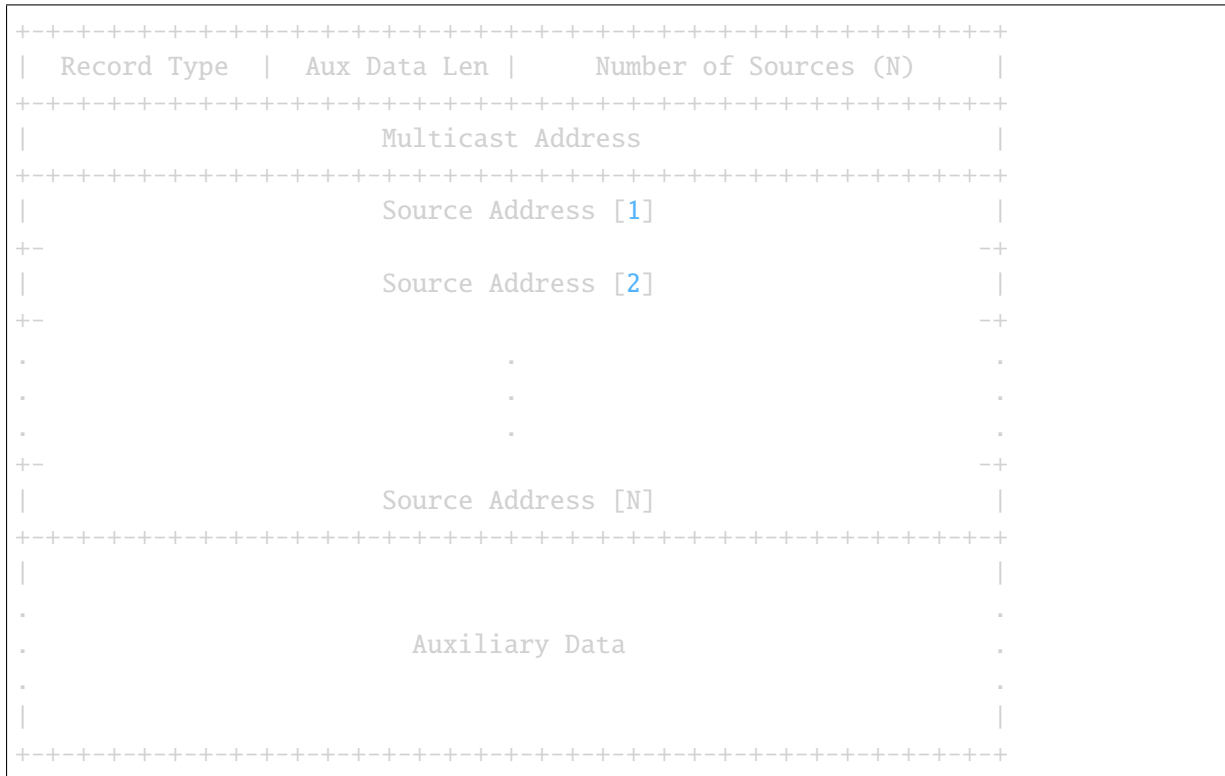 +-+-+-+-+-+-+-+-+-+-+-+-+-+-+-+-+-+-+-+-+-+-+-+-+-+-+-+-+-+-+-+-+
|  Record Type  |  Aux Data Len |     Number of Sources (N)     |
+-+-+-+-+-+-+-+-+-+-+-+-+-+-+-+-+-+-+-+-+-+-+-+-+-+-+-+-+-+-+-+-+
|                       Multicast Address                       |
+-+-+-+-+-+-+-+-+-+-+-+-+-+-+-+-+-+-+-+-+-+-+-+-+-+-+-+-+-+-+-+-+
|                       Source Address [1]                      |
+-                                                             -+
|                       Source Address [2]                      |
+-                                                             -+
.                               .                               .
.                               .                               .
.                               .                               .
+-                                                             -+
|                       Source Address [N]                      |
+-+-+-+-+-+-+-+-+-+-+-+-+-+-+-+-+-+-+-+-+-+-+-+-+-+-+-+-+-+-+-+-+
|                                                               |
.                                                               .
.                         Auxiliary Data                        .
.                                                               .
|                                                               |
+-+-+-+-+-+-+-+-+-+-+-+-+-+-+-+-+-+-+-+-+-+-+-+-+-+-+-+-+-+-+-+-+